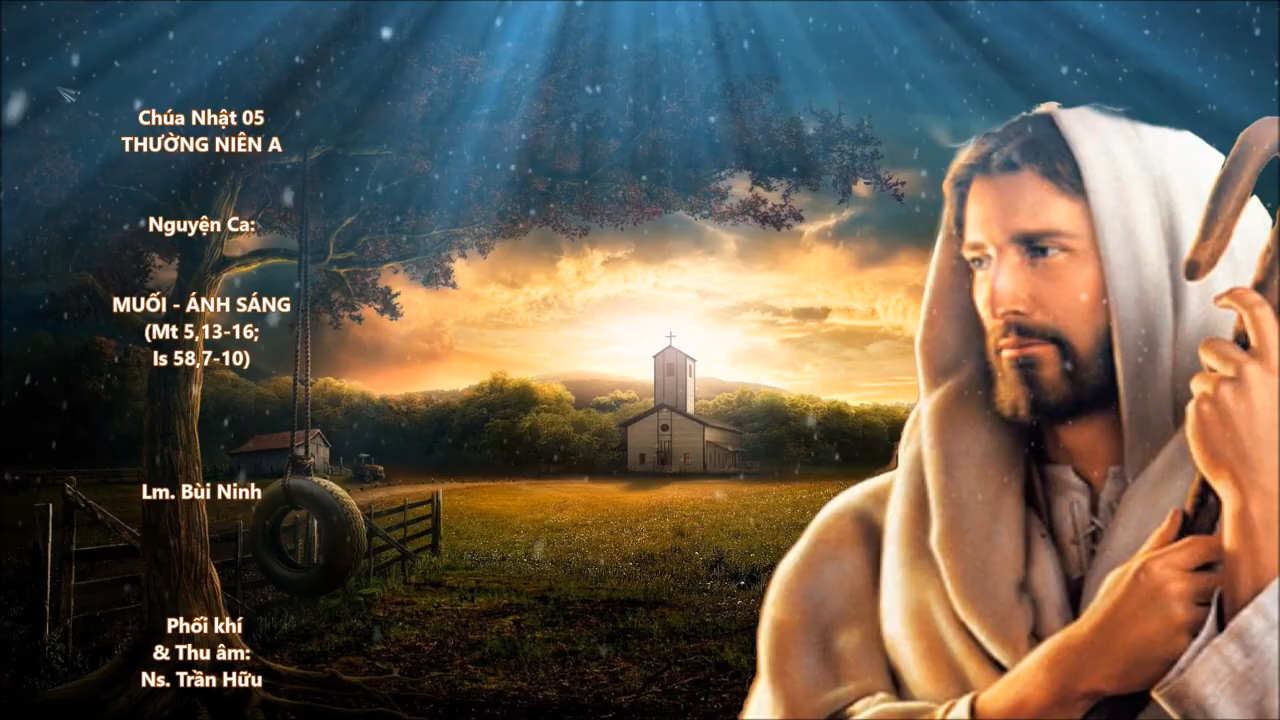 Chúa Nhật 05
THƯỜNG NIÊN A
Nguyện Ca:
MUỐI - ÁNH SÁNG
(Mt 5,13-16;
Is 58,7-10)
Lm. Bùi Ninh
Phối khí
& Thu âm:
Ns. Trần Hữu